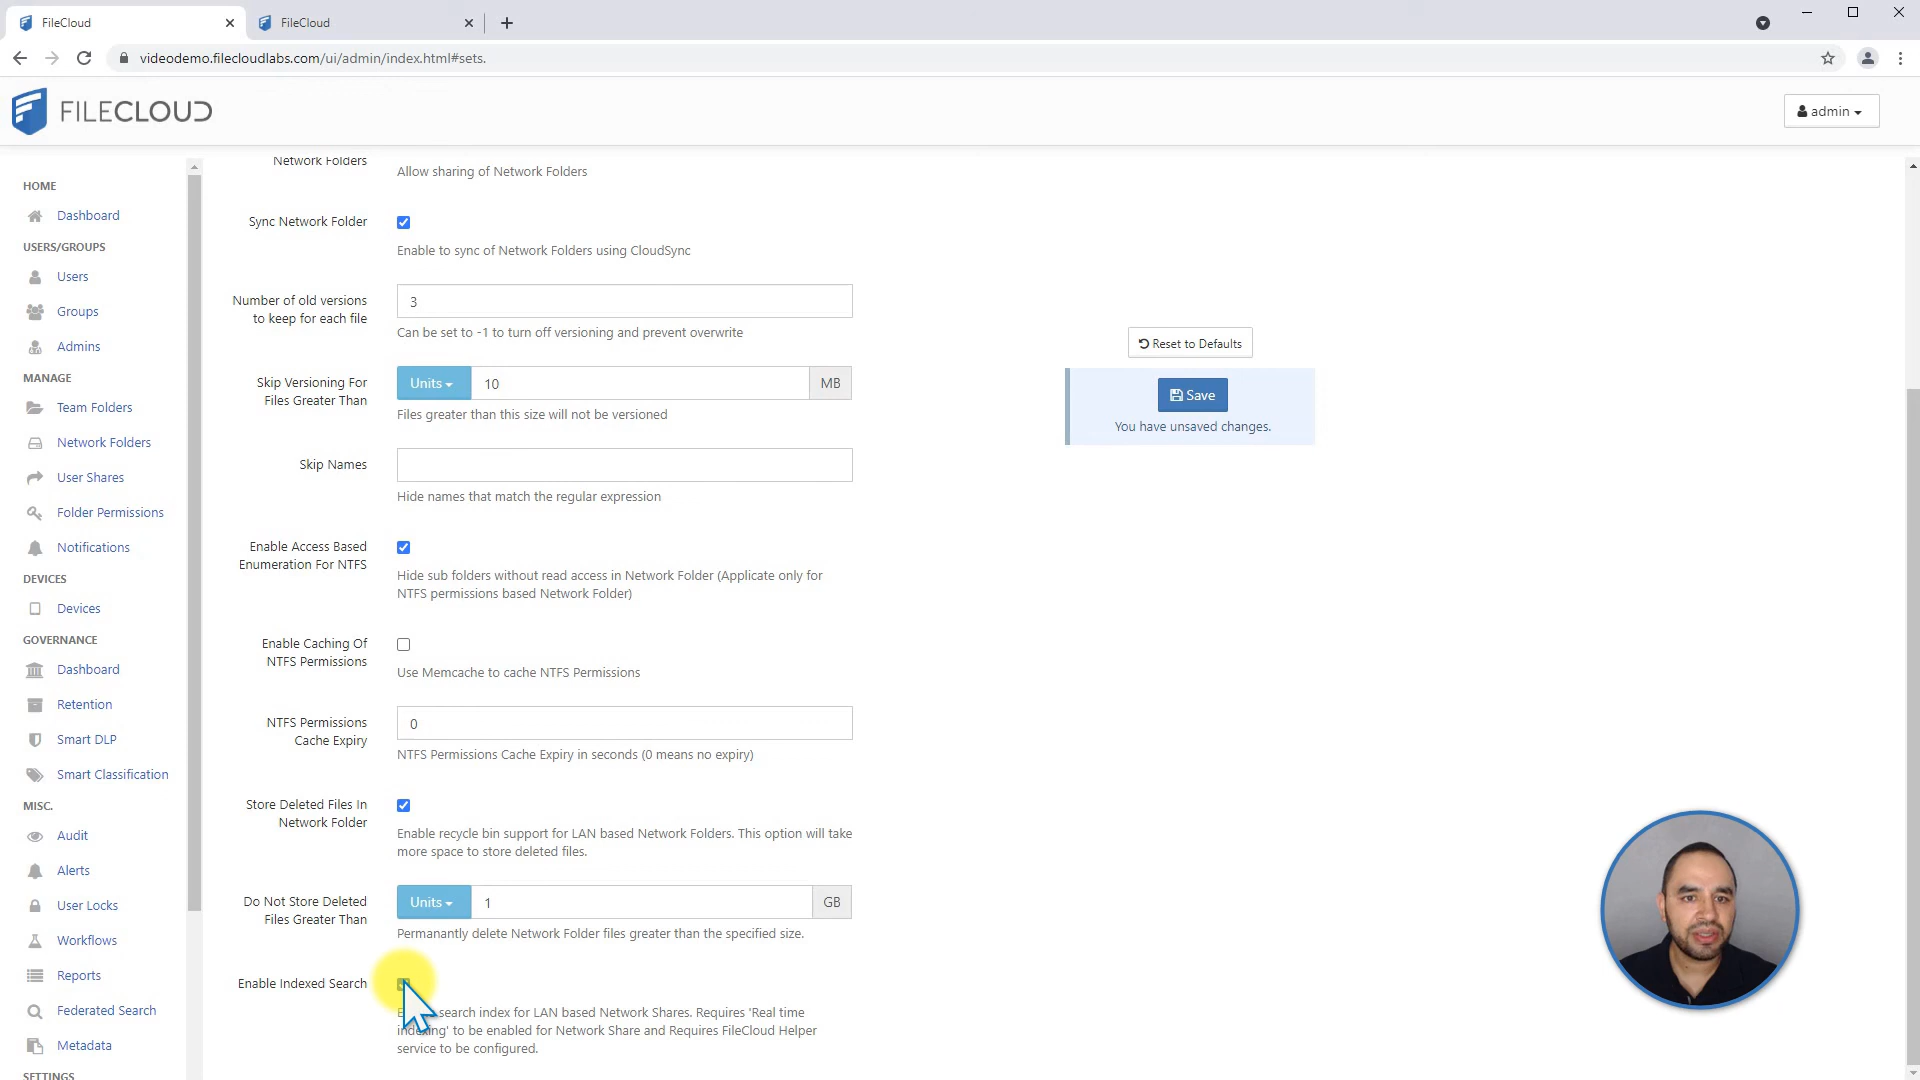 FileCloud
FileCloud
videodemo.filecloudlabs.com/ui/admin/index.html#sets.
FILECLOUD
admin
HOME
Dashboard
USERS/GROUPS
Users
Groups
Admins
MANAGE
Team Folders
Network Folders
User Shares
Folder Permissions
Notifications
DEVICES
Devices
GOVERNANCE
Dashboard
Retention
Smart DLP
Smart Classification
MISC.
Audit
Alerts
User Locks
Workflows
Reports
Federated Search
Metadata
SETTINGS
Network Folders
Allow sharing of Network Folders
Sync Network Folder
Enable to sync of Network Folders using CloudSync
Number of old versions
to keep for each file
3
Can be set to -1 to turn off versioning and prevent overwrite
Skip Versioning For
Files Greater Than
Units
10
MB
Files greater than this size will not be versioned
Skip Names
Hide names that match the regular expression
Enable Access Based
Enumeration For NTFS
Hide sub folders without read access in Network Folder (Applicate only for
NTFS permissions based Network Folder)
Enable Caching Of
NTFS Permissions
Use Memcache to cache NTFS Permissions
NTFS Permissions
Cache Expiry
0
NTFS Permissions Cache Expiry in seconds (0 means no expiry)
Store Deleted Files In
Network Folder
Enable recycle bin support for LAN based Network Folders. This option will take
more space to store deleted files.
Do Not Store Deleted
Files Greater Than
Units
1
GB
Permanantly delete Network Folder files greater than the specified size.
Enable Indexed Search
search index for LAN based Network Shares. Requires 'Real time
indexing' to be enabled for Network Share and Requires FileCloud Helper
service to be configured.
Reset to Defaults
Save
You have unsaved changes.